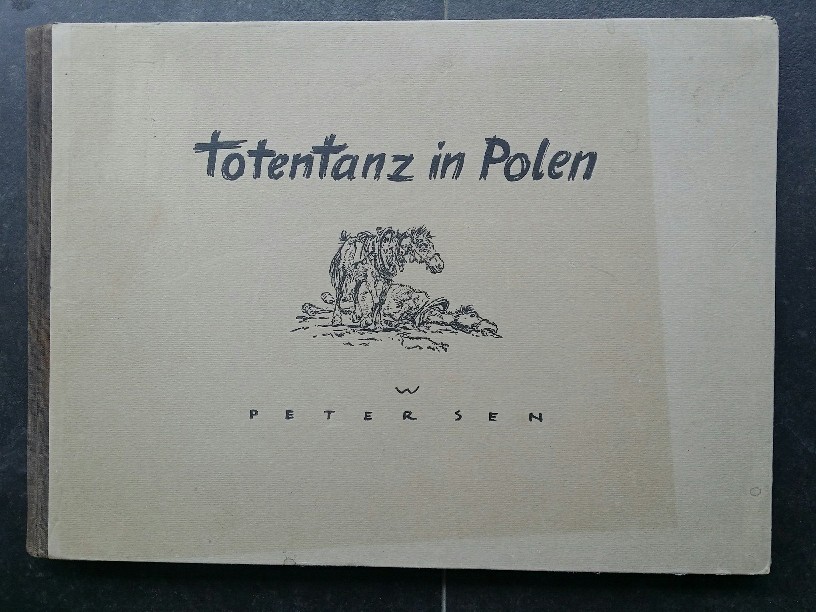 Totentanz in Polen
W
PETERSEN